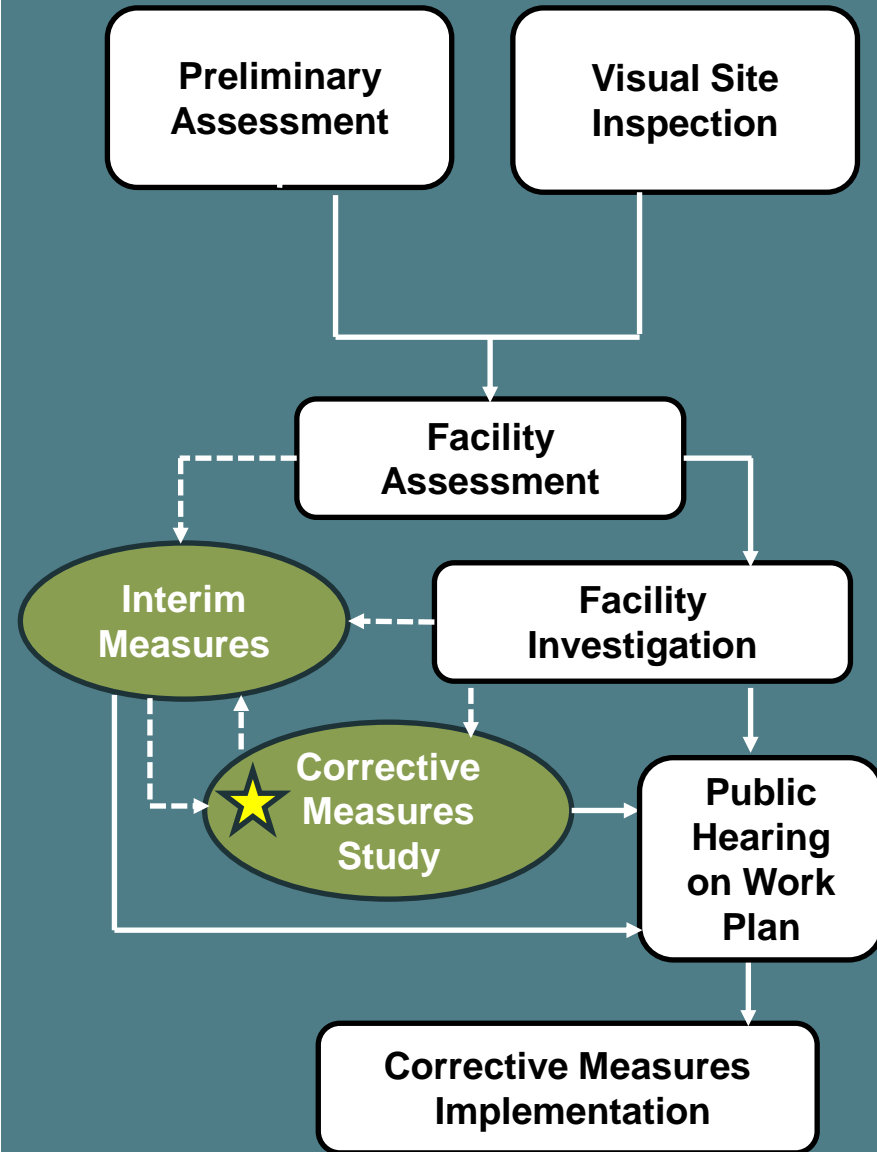 Preliminary
Assessment
Visual Site
Inspection
Facility
Assessment
Interim
Measures
Facility
Investigation
Corrective
Measures
Study
Public
Hearing
on Work
Plan
Corrective Measures
Implementation